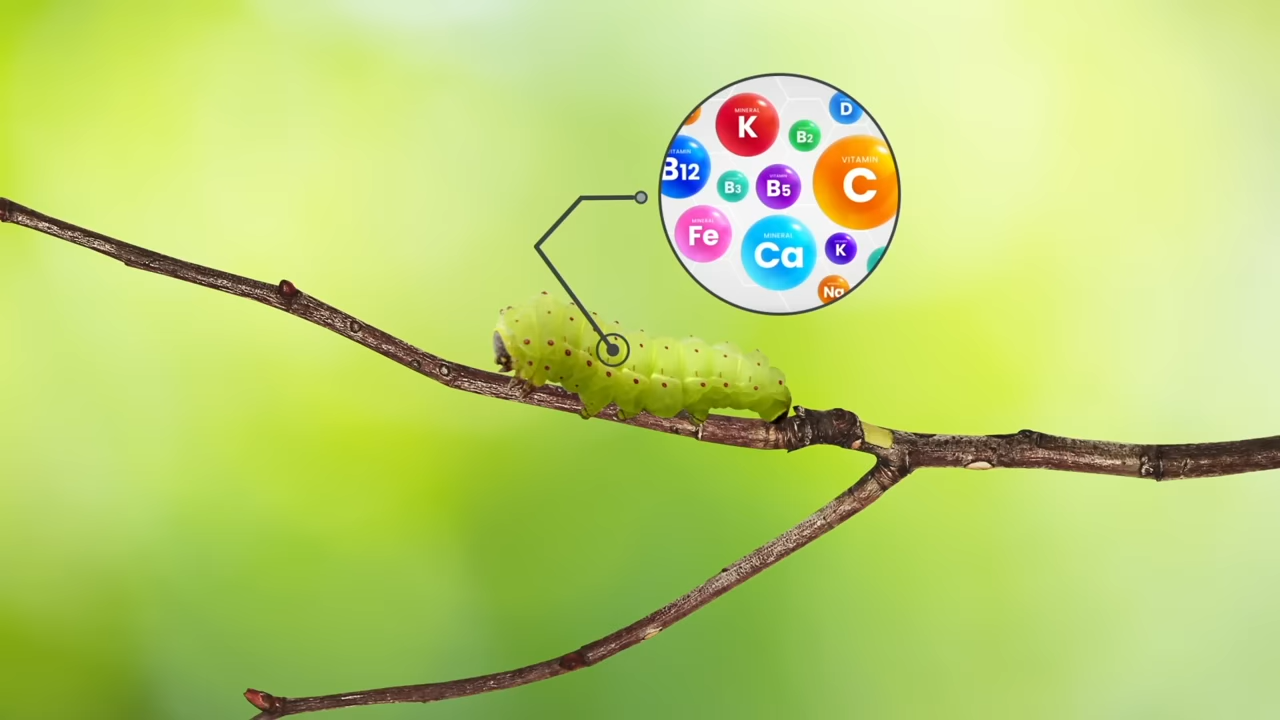 MINERAL
K
B2
D
VITAMIN
B12
B3
VITAMIN
B5
VITAMIN
C
MINERAL
Fe
MINERAL
Ca
K
Na